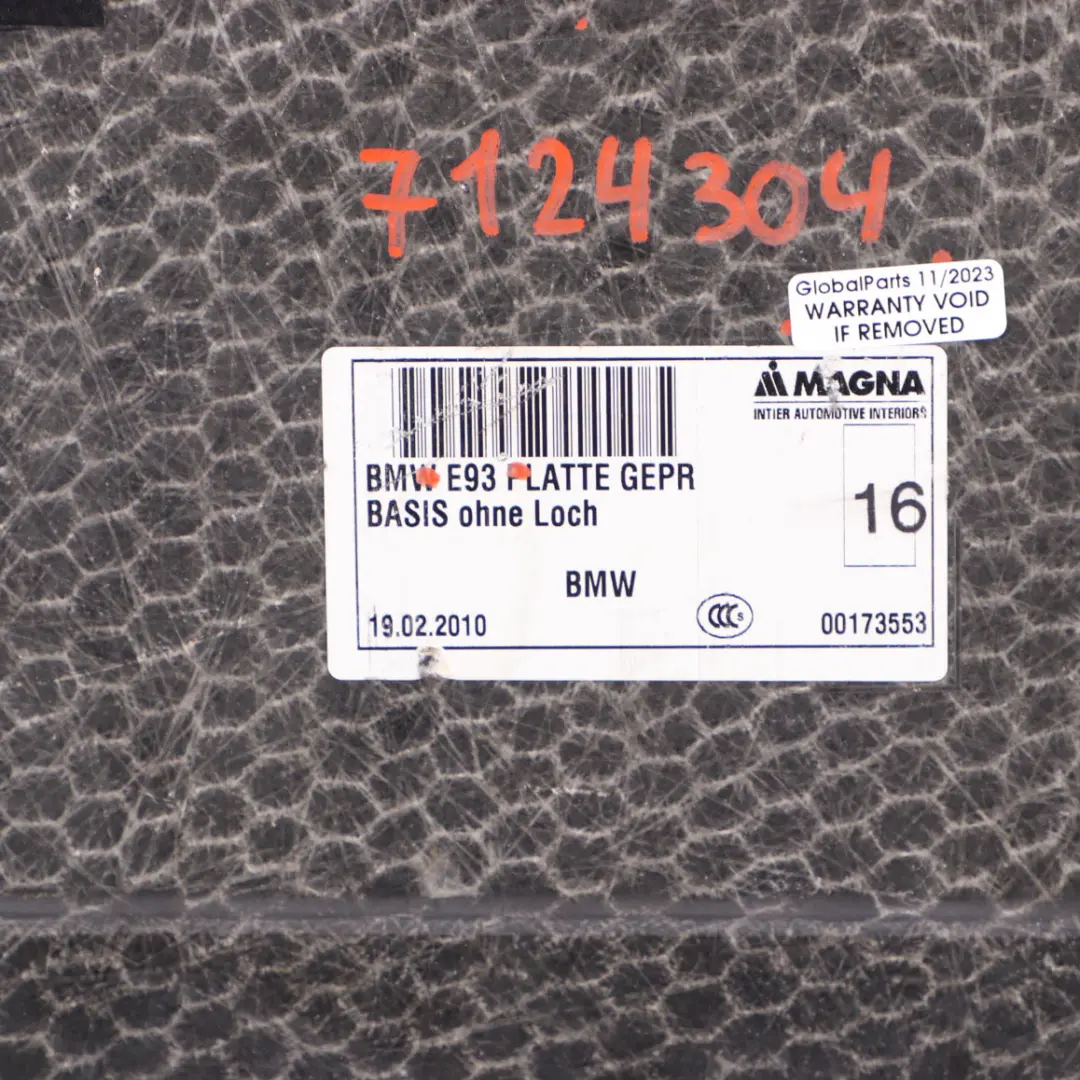 7124304
GlobalParts 11/2023
WARRANTY VOID
IF REMOVED
MAGNA
INTIER AUTOMOTIVE INTERIORS
BMW E93 PLATTE GEPR
BASIS ohne Loch
16
BMW
19.02.2010
CCC S
00173553